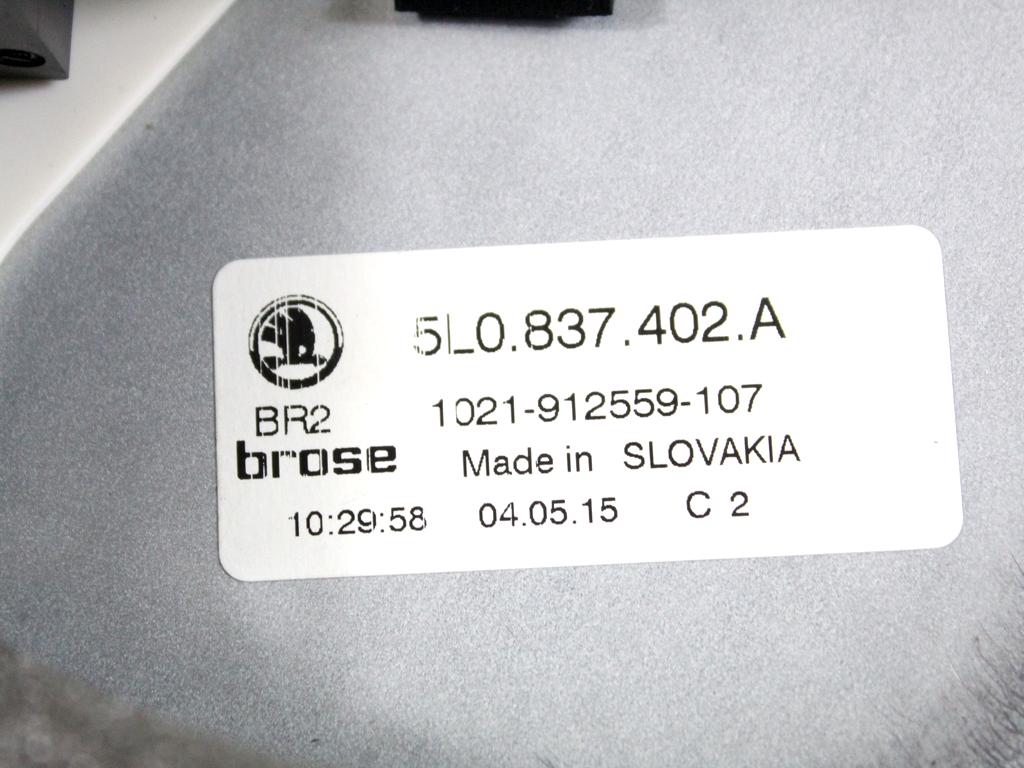 5L0.837.402.A
BR2
1021-912559-107
brose
Made in SLOVAKIA
10:29:58 04.05.15 C 2